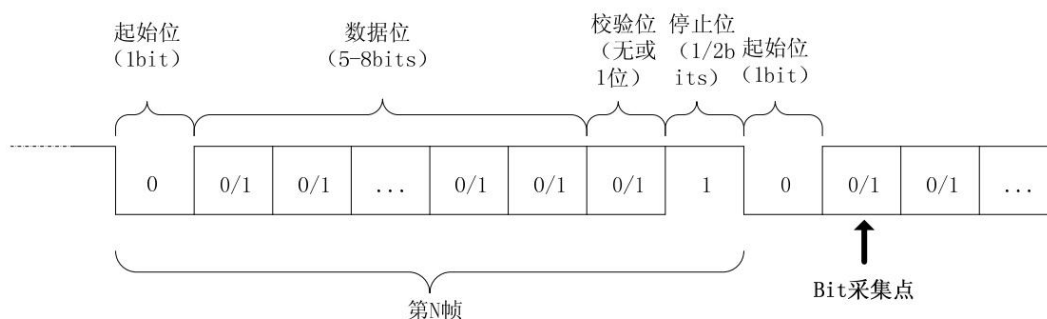 起始位
（1bit）
数据位
（5-8bits）
校验位
（无或
1位）
停止位
（1/2b
its）
起始位
（1bit）
0 0/1 0/1 ... 0/1 0/1 0/1 1 0 0/1 0/1 ...
第N帧
Bit采集点